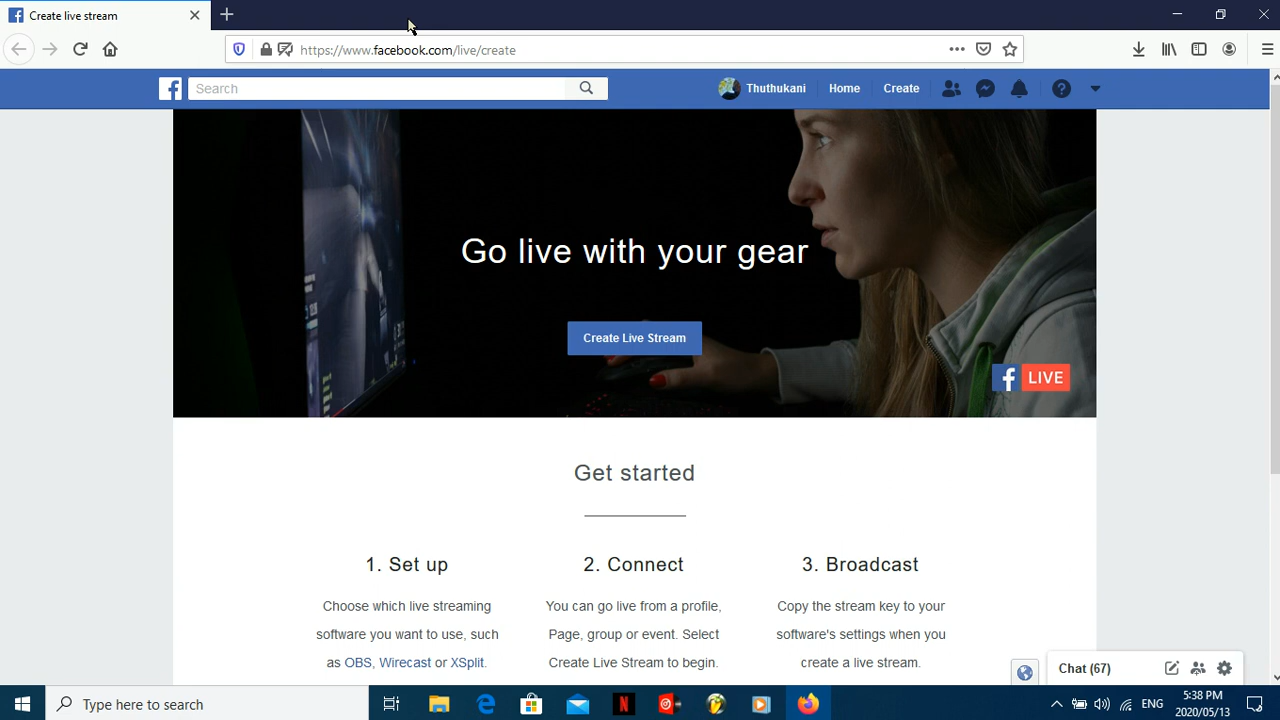 Create live stream
https://www.facebook.com/live/create
Search
Thuthukani
Home
Create
Go live with your gear
Create Live Stream
LIVE
Get started
1. Set up
Choose which live streaming
software you want to use, such
as OBS, Wirecast or XSplit.
2. Connect
You can go live from a profile,
Page, group or event. Select
Create Live Stream to begin.
3. Broadcast
Copy the stream key to your
software's settings when you
create a live stream.
Chat (67)
Type here to search
ENG
5:38 PM
2020/05/13